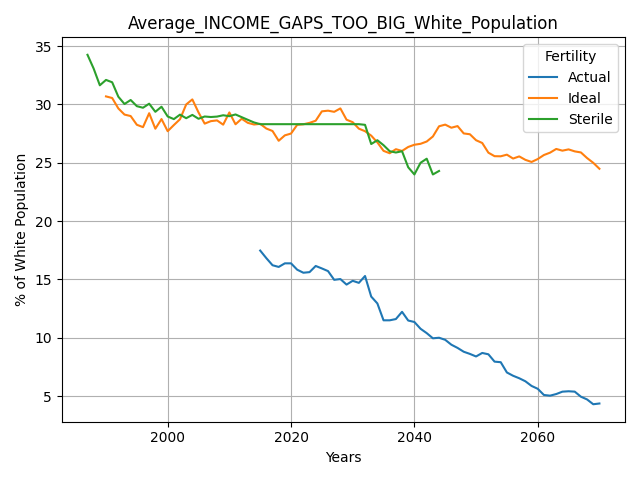 Average_INCOME_GAPS_TOO_BIG_White_Population
Fertility
Actual
Ideal
Sterile
% of White Population
35
30
25
20
15
10
5
2000 2020 2040 2060
Years